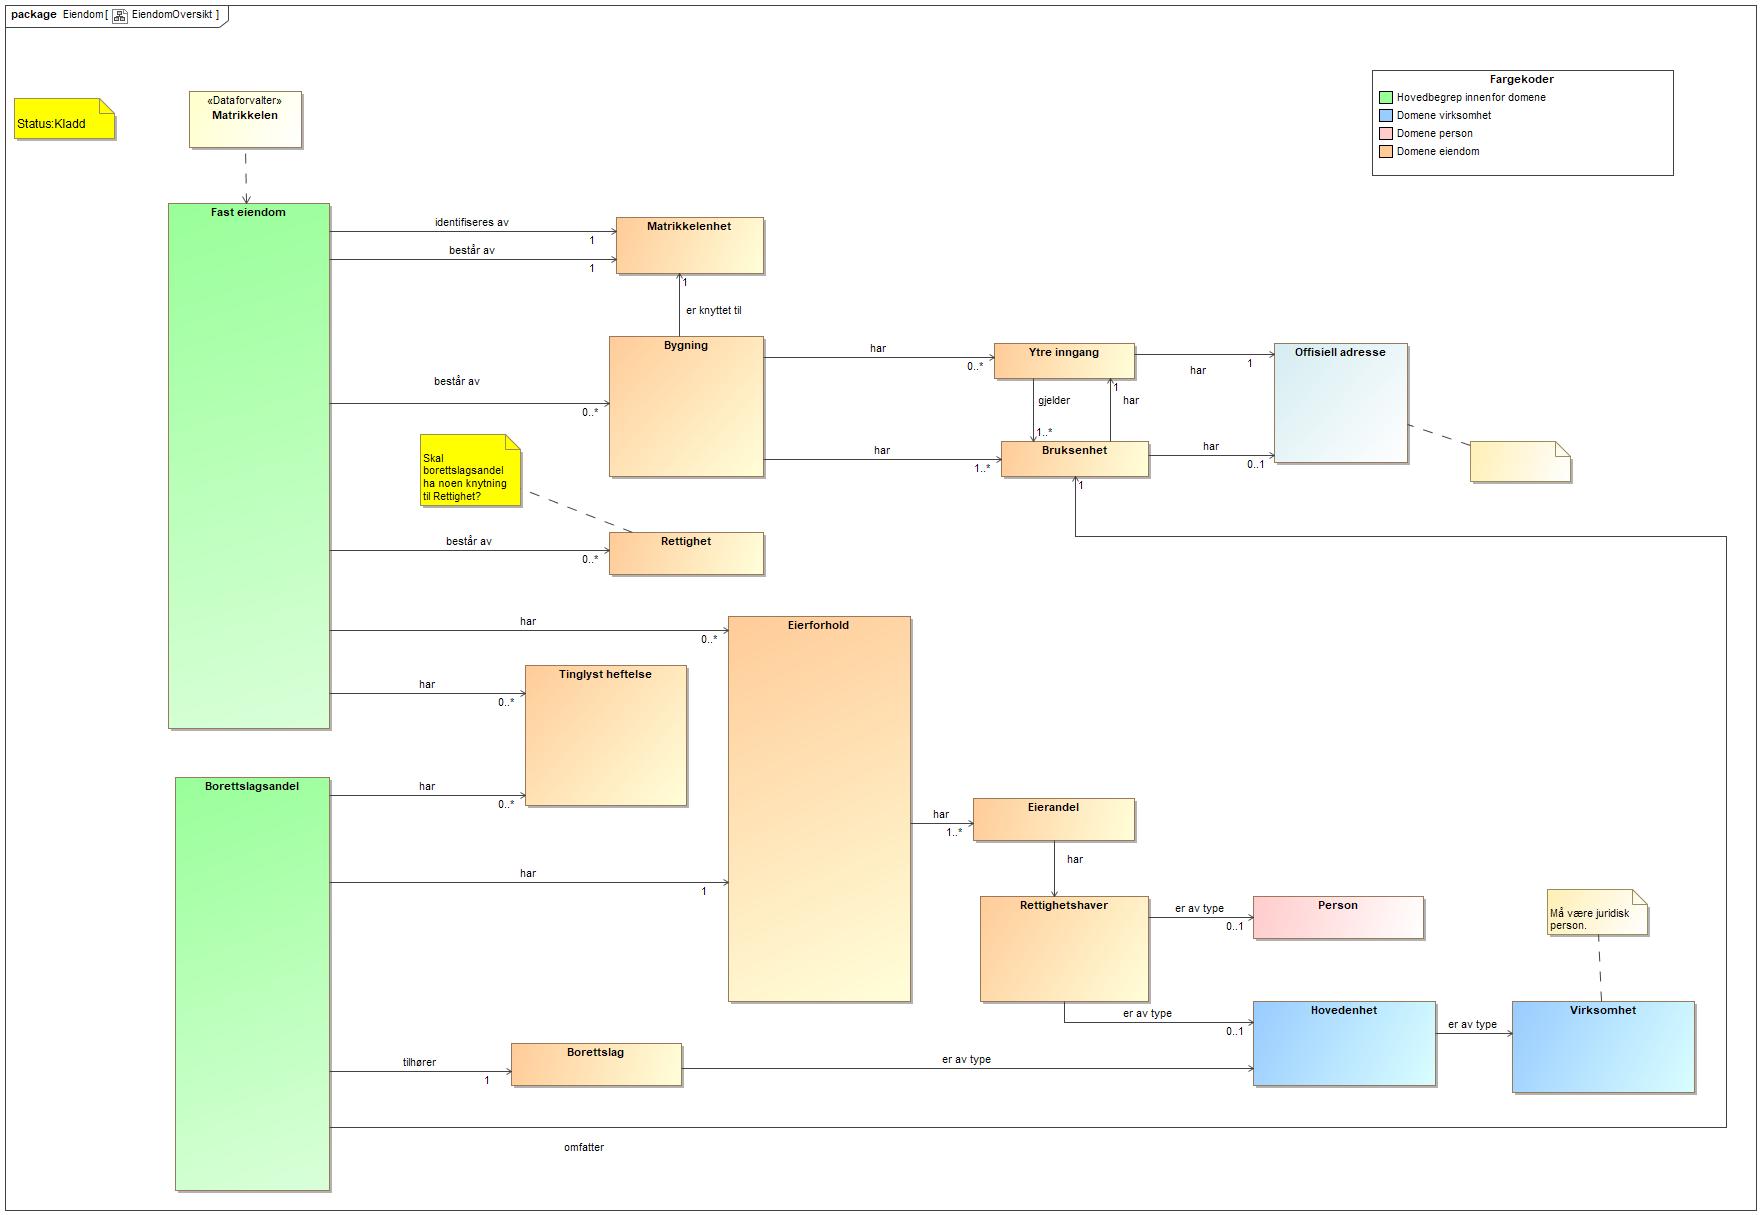 package Eiendom [ EiendomOversikt ]
Fargekoder
Hovedbegrep innenfor domene
Domene virksomhet
Domene person
Domene eiendom
Status:Kladd
«Dataforvalter»
Matrikkelen
Fast eiendom
identifiseres av
1
består av
1
Matrikkelenhet
1
er knyttet til
Bygning
består av
0..*
har
0..*
Ytre inngang
har
1
Offisiell adresse
gjelder
1..*
1
har
har
1..*
Bruksenhet
har
0..1
1
Skal
borettslagsandel
ha noen knytning
til Rettighet?
består av
0..*
Rettighet
har
0..*
Eierforhold
har
0..*
Tinglyst heftelse
Borettslagsandel
har
0..*
har
1
har
1..*
Eierandel
har
Rettighetshaver
er av type
0..1
Person
Må være juridisk
person.
er av type
0..1
Hovedenhet
er av type
Virksomhet
tilhører
1
Borettslag
er av type
omfatter